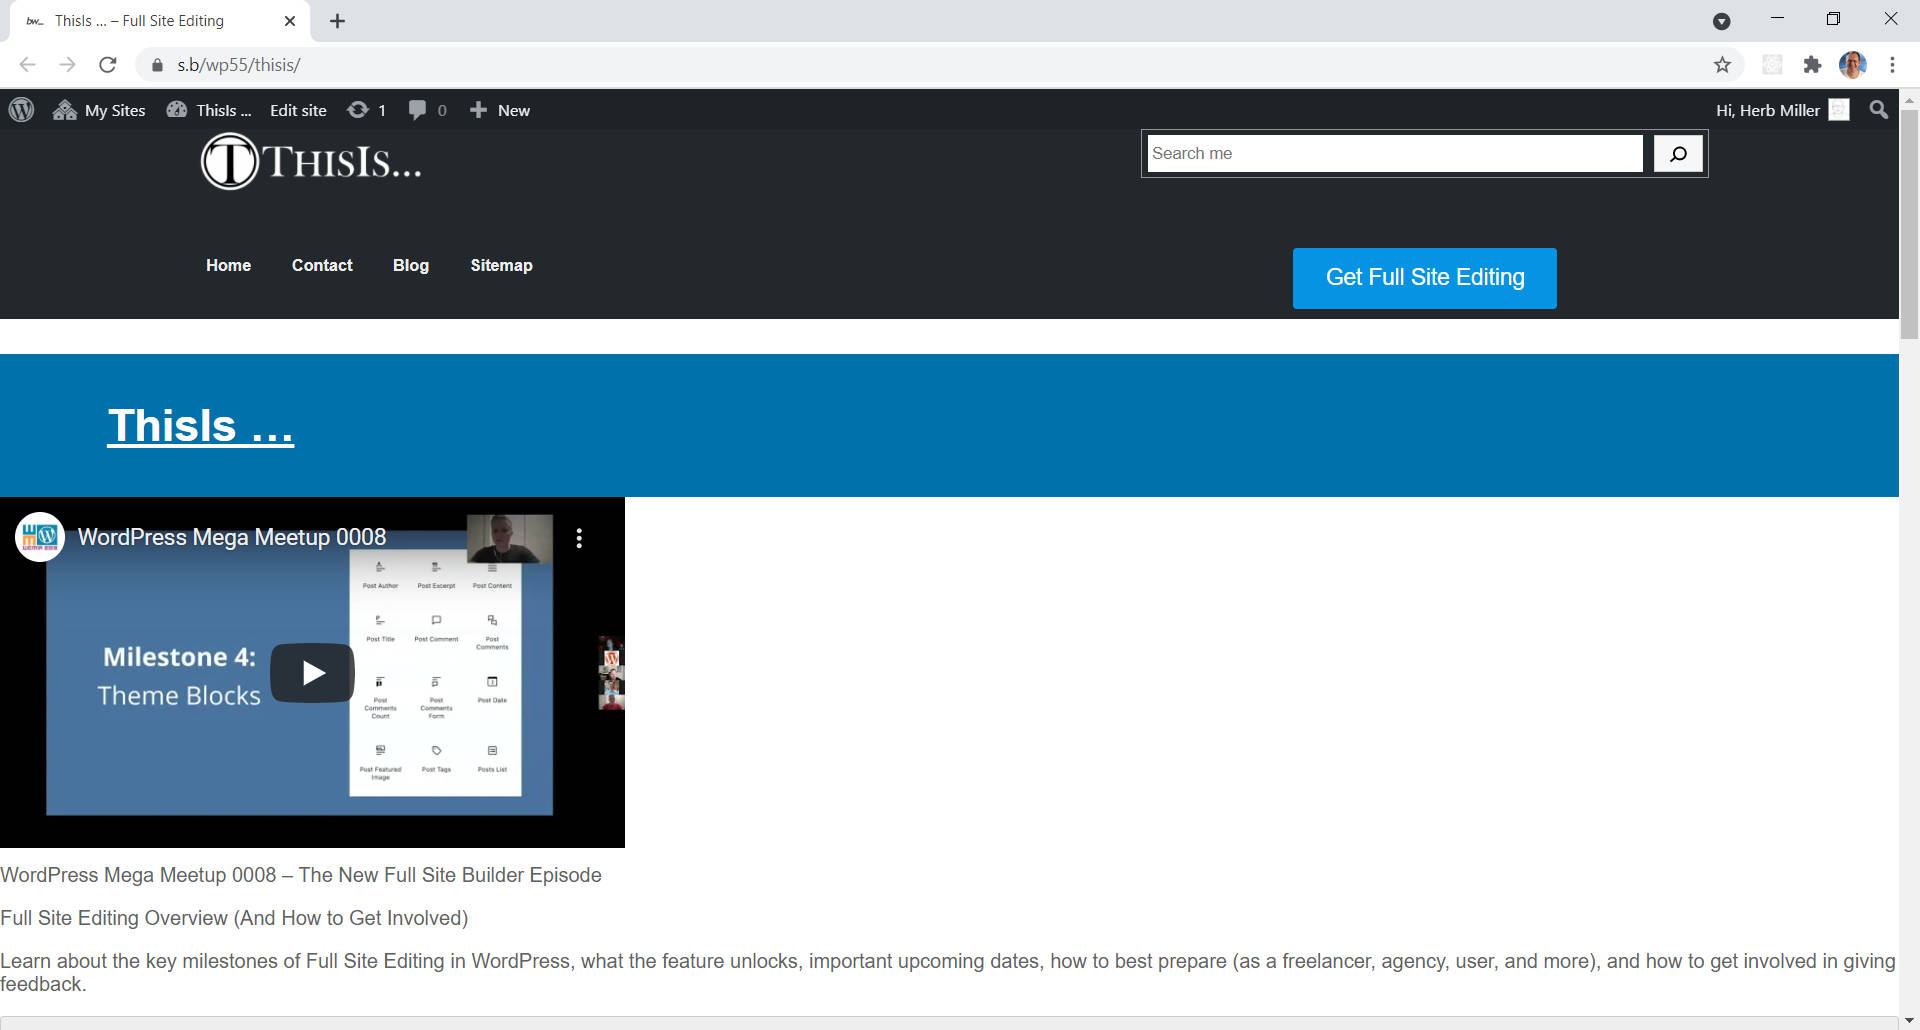 bw_ ThisIs ... – Full Site Editing
s.b/wp55/thisis/
My Sites ThisIs ... Edit site 1 0 New Hi, Herb Miller
T THISIS...
Search me
Home Contact Blog Sitemap
Get Full Site Editing
ThisIs ...
WordPress Mega Meetup 0008
Post Author Post Excerpt Post Content
Post Title Post Comment Post
Comments
Milestone 4:
Theme Blocks
Post Post Post Date
Comments Comments
Count Form
Post Featured Post Tags Posts List
Image
WordPress Mega Meetup 0008 – The New Full Site Builder Episode
Full Site Editing Overview (And How to Get Involved)
Learn about the key milestones of Full Site Editing in WordPress, what the feature unlocks, important upcoming dates, how to best prepare (as a freelancer, agency, user, and more), and how to get involved in giving
feedback.